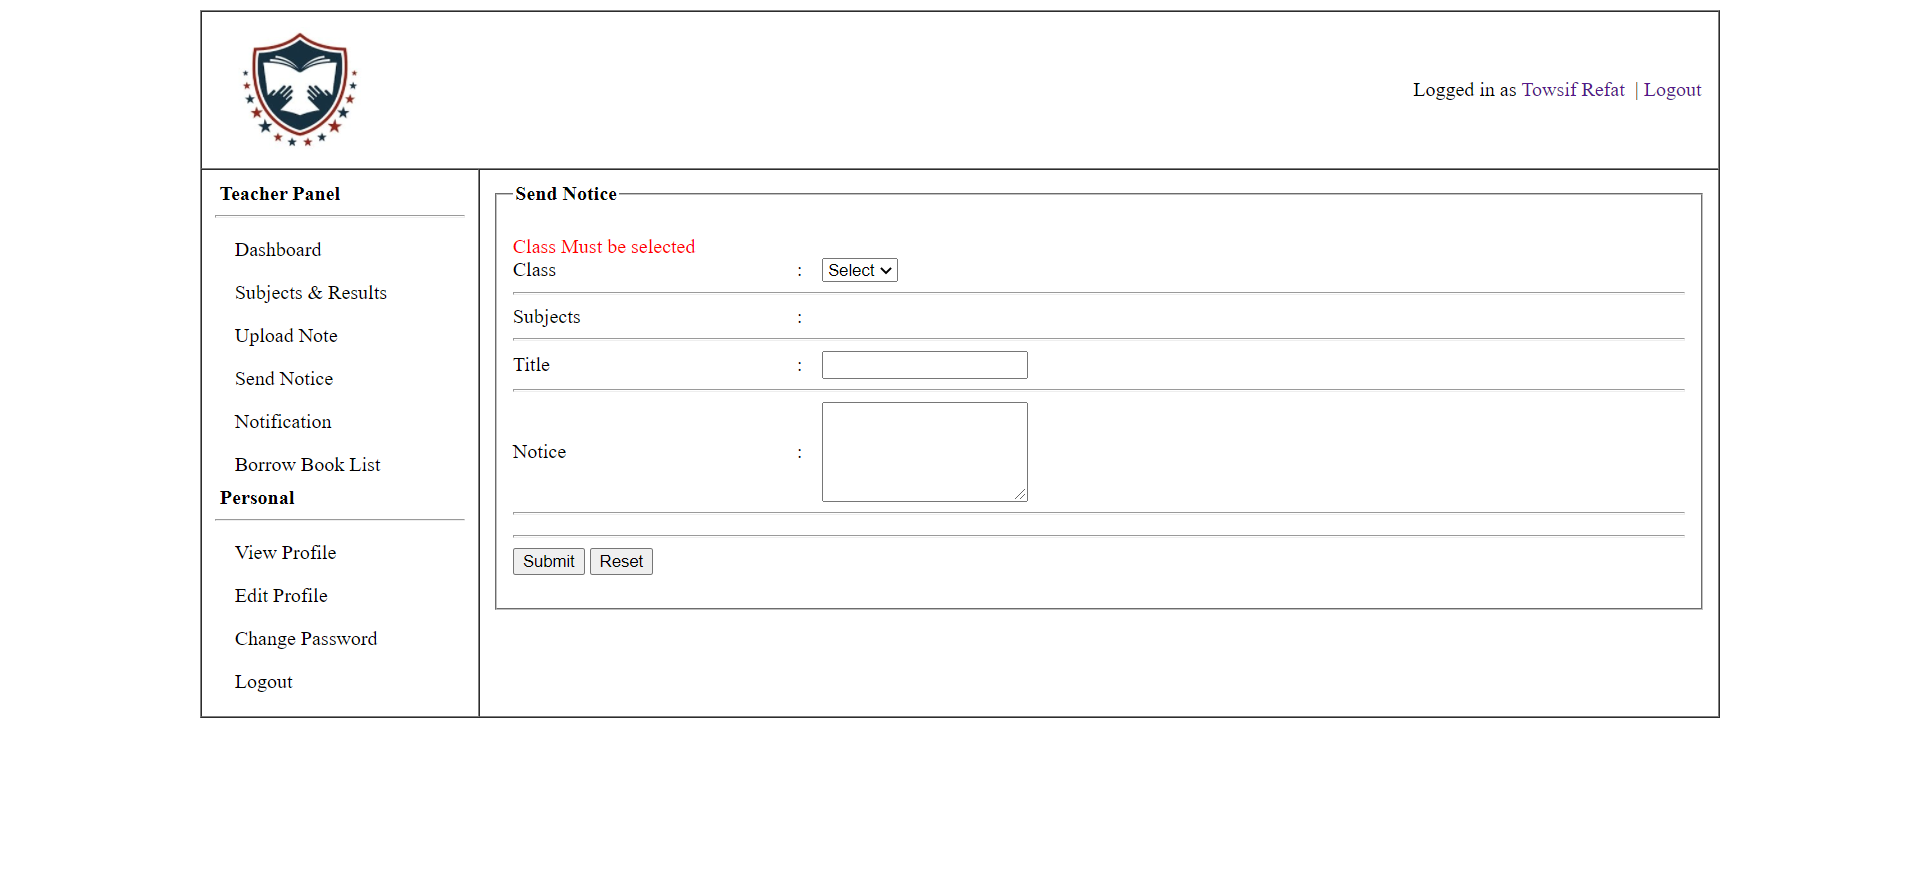 Logged in as Towsif Refat | Logout
Teacher Panel
Dashboard
Subjects & Results
Upload Note
Send Notice
Notification
Borrow Book List
Personal
View Profile
Edit Profile
Change Password
Logout
Send Notice
Class Must be selected
Class : Select
Subjects :
Title :
Notice :
Submit Reset